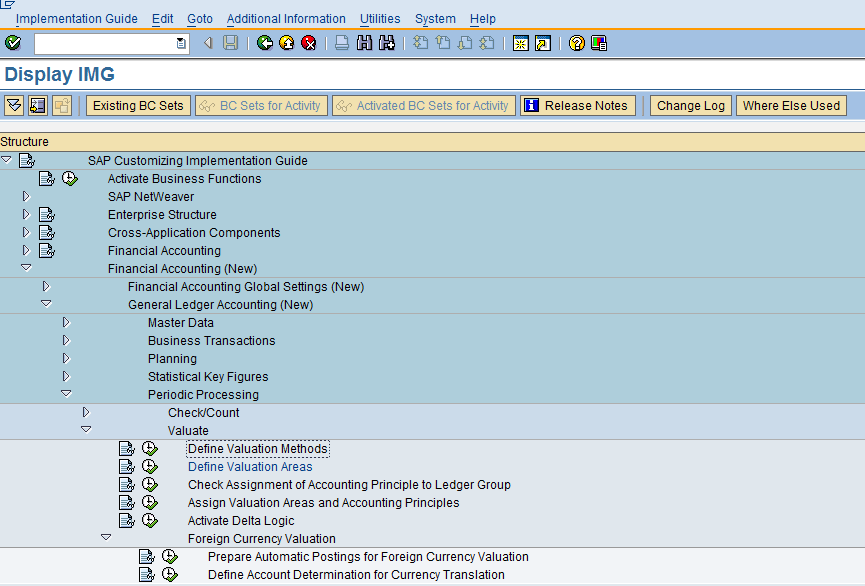 Implementation Guide Edit Goto Additional Information Utilities System Help
Display IMG
Existing BC Sets BC Sets for Activity Activated BC Sets for Activity Release Notes Change Log Where Else Used
Structure
SAP Customizing Implementation Guide
Activate Business Functions
SAP NetWeaver
Enterprise Structure
Cross-Application Components
Financial Accounting
Financial Accounting (New)
Financial Accounting Global Settings (New)
General Ledger Accounting (New)
Master Data
Business Transactions
Planning
Statistical Key Figures
Periodic Processing
Check/Count
Valuate
Define Valuation Methods
Define Valuation Areas
Check Assignment of Accounting Principle to Ledger Group
Assign Valuation Areas and Accounting Principles
Activate Delta Logic
Foreign Currency Valuation
Prepare Automatic Postings for Foreign Currency Valuation
Define Account Determination for Currency Translation